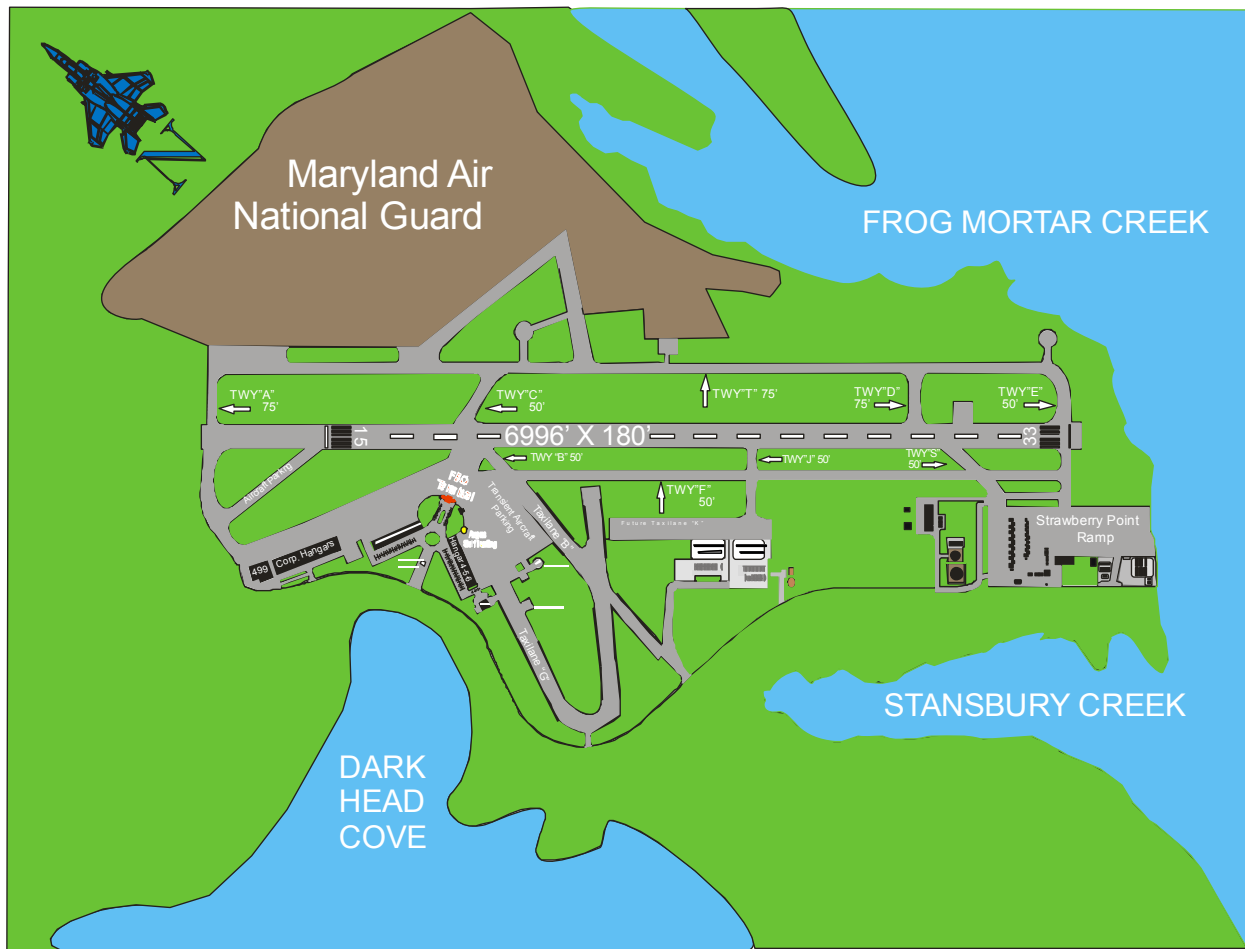 Maryland Air
National Guard
FROG MORTAR CREEK
TWY"A"
75'
TWY"C"
50'
TWY"T" 75'
TWY"D"
75'
TWY"E"
50'
15
6996' X 180'
33
TWY "B" 50'
TWY"J" 50'
TWY"S"
50'
Aircraft Parking
FBO
Terminal
Transient Aircraft
Parking
TWY"F"
50'
Taxilane "B"
Future Taxilane "K"
Strawberry Point
Ramp
499
Corp. Hangars
Hangar 4-5-6
Taxilane "G"
STANSBURY CREEK
DARK
HEAD
COVE